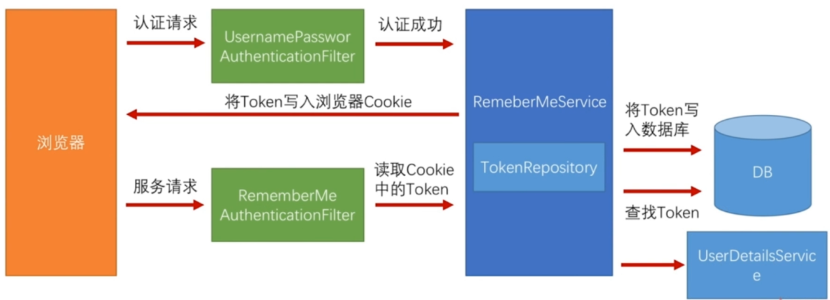 认证请求
UsernamePasswor
AuthenticationFilter
认证成功
将Token写入浏览器Cookie
RemeberMeService
将Token写
入数据库
浏览器
TokenRepository
DB
服务请求
RememberMe
AuthenticationFilter
读取Cookie
中的Token
查找Token
UserDetailsServic
e